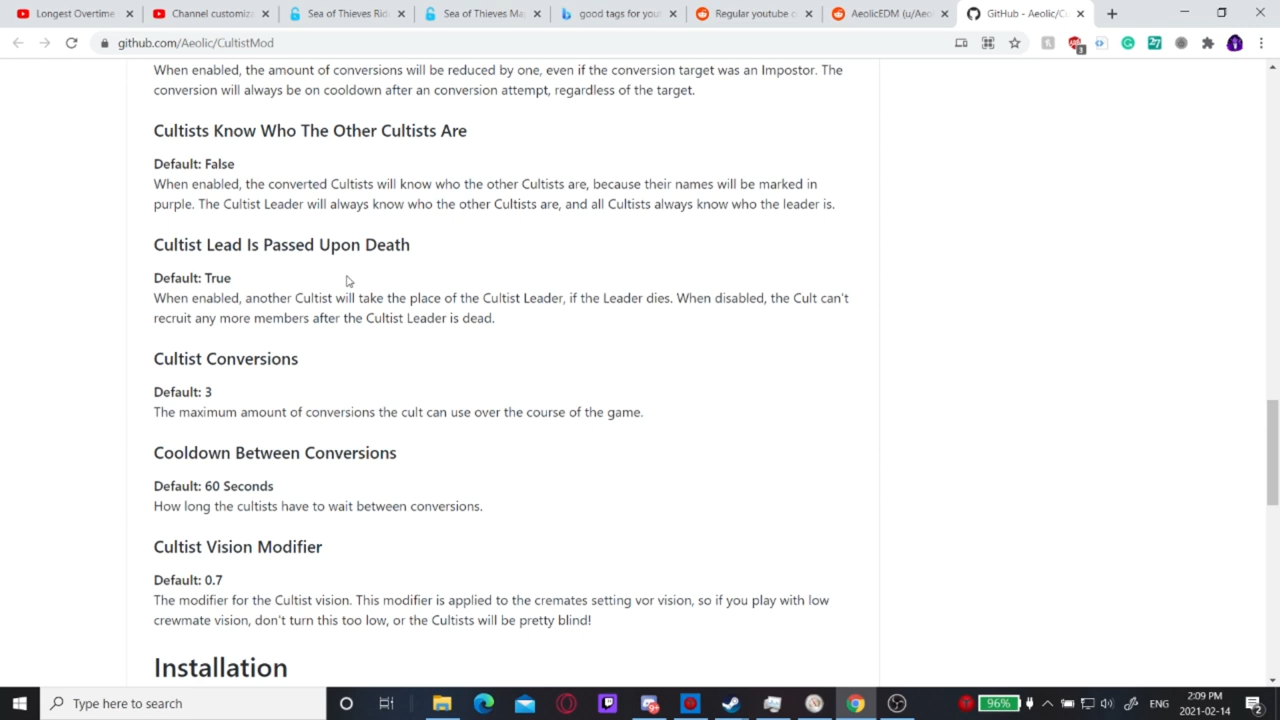 Longest Overtime
Channel customiza
Sea of Thieves Rid
Sea of Thieves Ma
good tags for you
Regular youtube c
AeolicEDM (u/Aeol
GitHub - Aeolic/Cu
github.com/Aeolic/CultistMod
When enabled, the amount of conversions will be reduced by one, even if the conversion target was an Impostor. The
conversion will always be on cooldown after an conversion attempt, regardless of the target.
Cultists Know Who The Other Cultists Are
Default: False
When enabled, the converted Cultists will know who the other Cultists are, because their names will be marked in
purple. The Cultist Leader will always know who the other Cultists are, and all Cultists always know who the leader is.
Cultist Lead Is Passed Upon Death
Default: True
When enabled, another Cultist will take the place of the Cultist Leader, if the Leader dies. When disabled, the Cult can't
recruit any more members after the Cultist Leader is dead.
Cultist Conversions
Default: 3
The maximum amount of conversions the cult can use over the course of the game.
Cooldown Between Conversions
Default: 60 Seconds
How long the cultists have to wait between conversions.
Cultist Vision Modifier
Default: 0.7
The modifier for the Cultist vision. This modifier is applied to the cremates setting vor vision, so if you play with low
crewmate vision, don't turn this too low, or the Cultists will be pretty blind!
Installation
Type here to search
96%
ENG
2:09 PM
2021-02-14
2